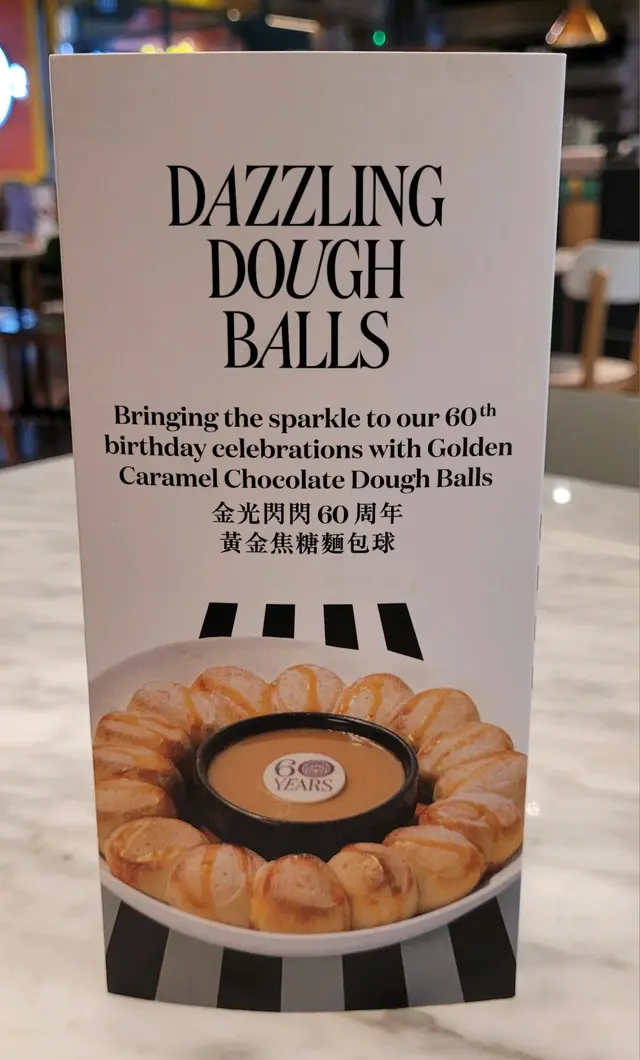 DAZZLING
DOUGH
BALLS
Bringing the sparkle to our 60th
birthday celebrations with Golden
Caramel Chocolate Dough Balls
金光閃閃 60 周年
黃金焦糖麵包球
60
YEARS